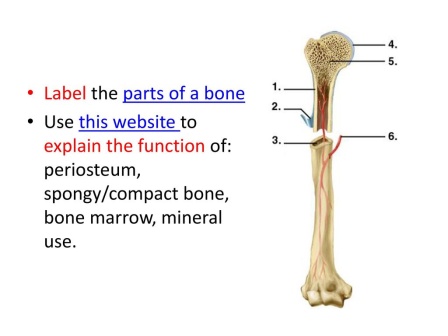 • Label the parts of a bone
• Use this website to
explain the function of:
periosteum,
spongy/compact bone,
bone marrow, mineral
use.
4.
5.
1.
2.
3.
6.